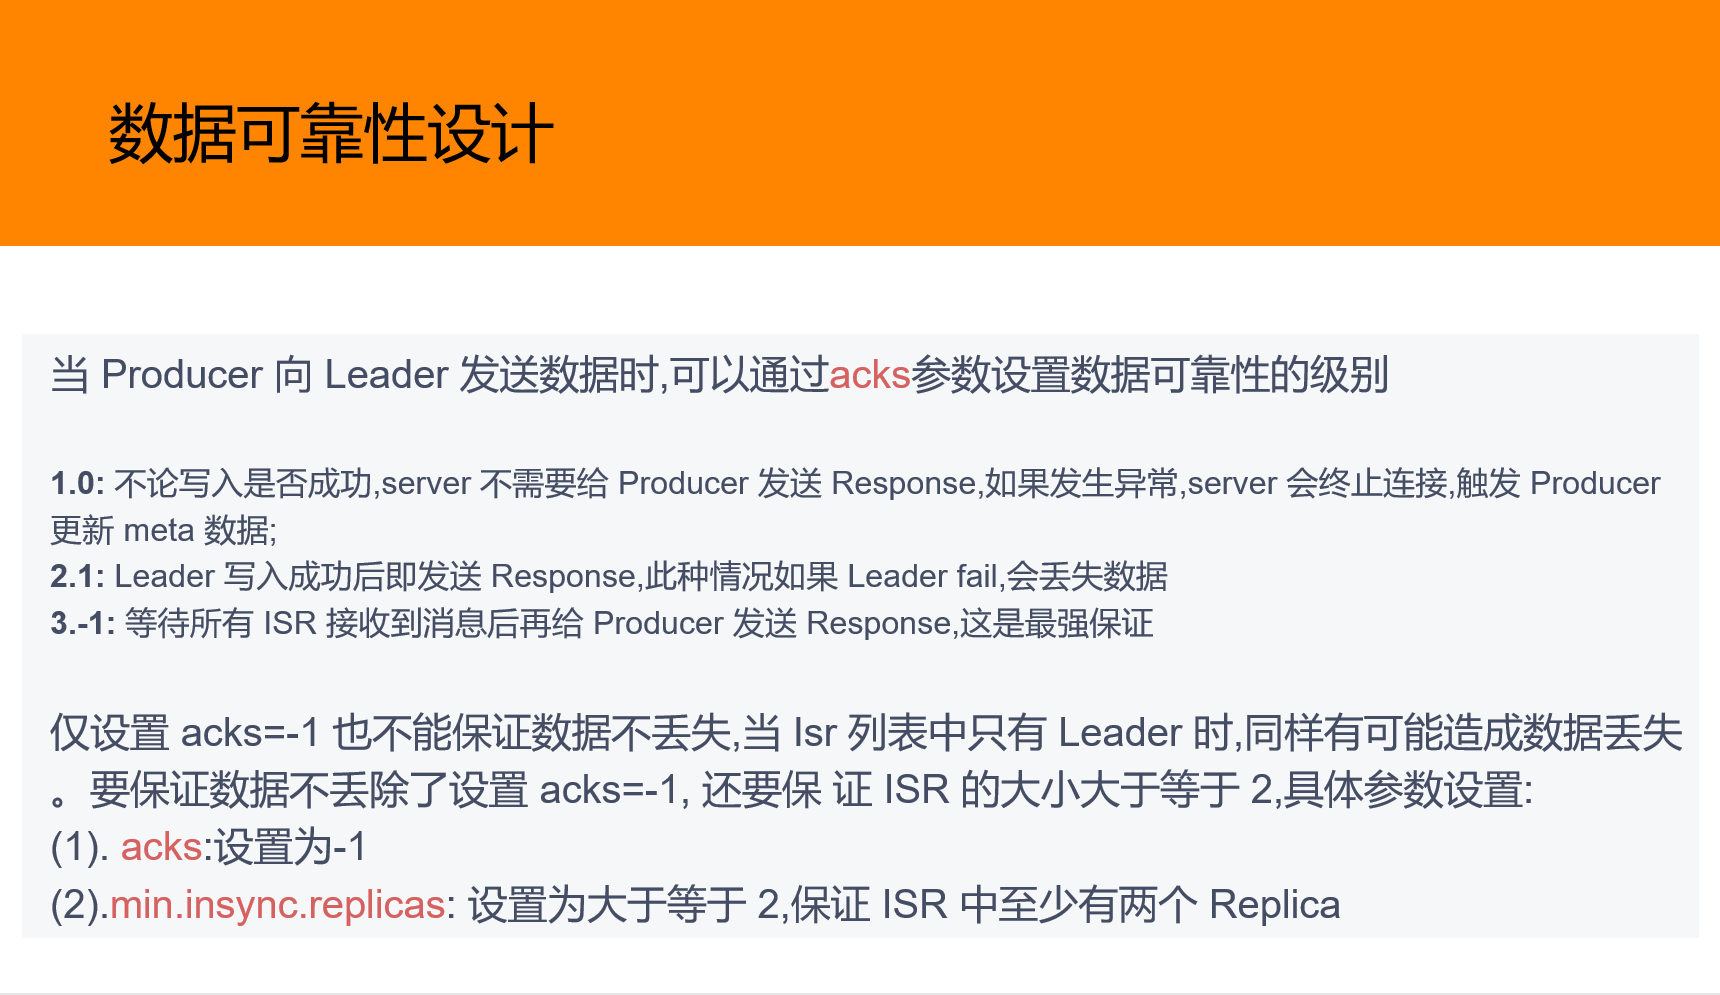 数据可靠性设计
当 Producer 向 Leader 发送数据时,可以通过acks参数设置数据可靠性的级别
1.0: 不论写入是否成功,server 不需要给 Producer 发送 Response,如果发生异常,server 会终止连接,触发 Producer
更新 meta 数据;
2.1: Leader 写入成功后即发送 Response,此种情况如果 Leader fail,会丢失数据
3.-1: 等待所有 ISR 接收到消息后再给 Producer 发送 Response,这是最强保证
仅设置 acks=-1 也不能保证数据不丢失,当 Isr 列表中只有 Leader 时,同样有可能造成数据丢失
。要保证数据不丢除了设置 acks=-1, 还要保 证 ISR 的大小大于等于 2,具体参数设置:
(1). acks:设置为-1
(2).min.insync.replicas: 设置为大于等于 2,保证 ISR 中至少有两个 Replica